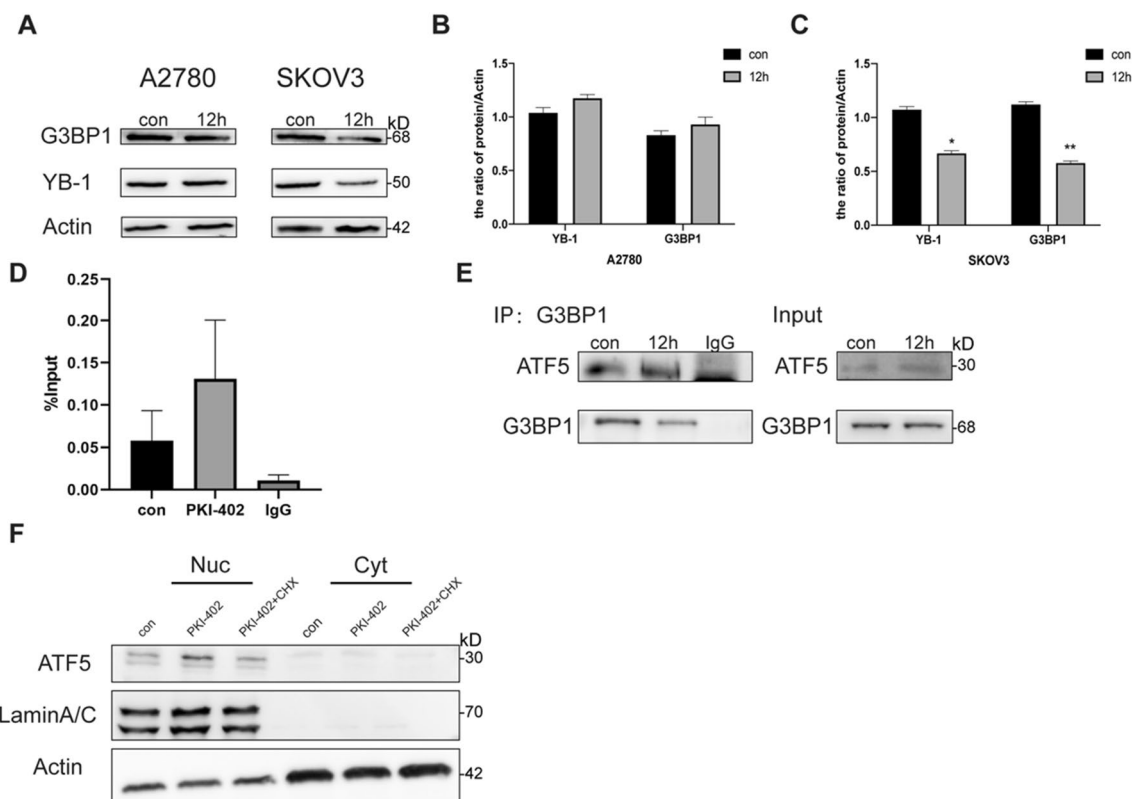 A
A2780 SKOV3
con 12h con 12h kD
G3BP1 -68
YB-1 -50
Actin -42
B
con
12h
the ratio of protein/Actin
1.5
1.0
0.5
0.0
YB-1 G3BP1
A2780
C
con
12h
the ratio of protein/Actin
1.5
1.0
0.5
0.0
* **
YB-1 G3BP1
SKOV3
D
%Input
0.25
0.20
0.15
0.10
0.05
0.00
con PKI-402 IgG
E
IP: G3BP1 Input
con 12h IgG con 12h kD
ATF5 ATF5 -30
G3BP1 G3BP1 -68
F
Nuc Cyt
con PKI-402 PKI-402+CHX con PKI-402 PKI-402+CHX
kD
ATF5 -30
LaminA/C -70
Actin -42